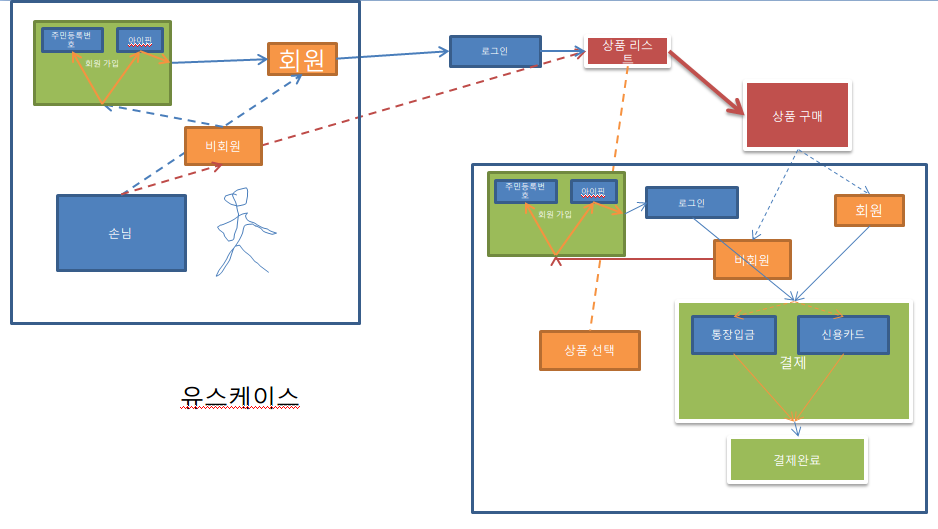 주민등록번
호
아이핀
회원 가입
회원
로그인
상품 리스
트
비회원
상품 구매
손님
주민등록번
호
아이핀
회원 가입
로그인
회원
비회원
통장입금
신용카드
결제
상품 선택
유스케이스
결제완료